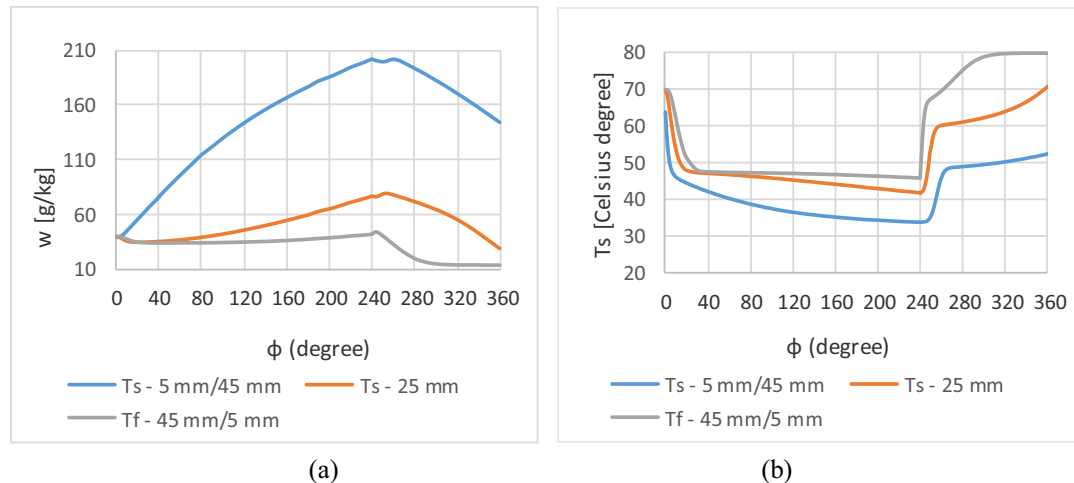 210
160
110
60
10
w [g/kg]
0 40 80 120 160 200 240 280 320 360
ϕ (degree)
Ts - 5 mm/45 mm
Ts - 25 mm
Tf - 45 mm/5 mm
(a)
80
70
60
50
40
30
20
Ts [Celsius degree]
0 40 80 120 160 200 240 280 320 360
ϕ (degree)
Ts - 5 mm/45 mm
Ts - 25 mm
Tf - 45 mm/5 mm
(b)